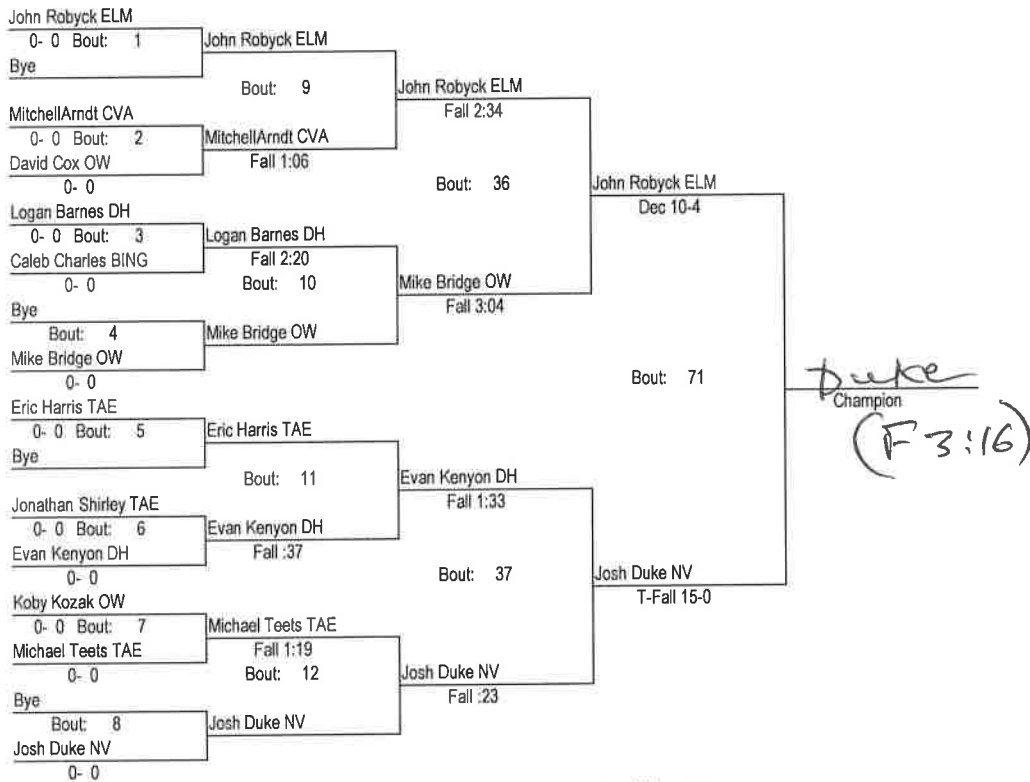 John Robyck ELM
0- 0 Bout: 1
Bye
John Robyck ELM
Bout: 9
MitchellArndt CVA
0- 0 Bout: 2
David Cox OW
0- 0
MitchellArndt CVA
Fall 1:06
John Robyck ELM
Fall 2:34
Bout: 36
Logan Barnes DH
0- 0 Bout: 3
Caleb Charles BING
0- 0
Logan Barnes DH
Fall 2:20
Bout: 10
Bye
Bout: 4
Mike Bridge OW
0- 0
Mike Bridge OW
Mike Bridge OW
Fall 3:04
John Robyck ELM
Dec 10-4
Bout: 71
Duke
Champion
(F 3:16)
Eric Harris TAE
0- 0 Bout: 5
Bye
Eric Harris TAE
Bout: 11
Jonathan Shirley TAE
0- 0 Bout: 6
Evan Kenyon DH
0- 0
Evan Kenyon DH
Fall :37
Evan Kenyon DH
Fall 1:33
Bout: 37
Koby Kozak OW
0- 0 Bout: 7
Michael Teets TAE
0- 0
Michael Teets TAE
Fall 1:19
Bout: 12
Bye
Bout: 8
Josh Duke NV
0- 0
Josh Duke NV
Josh Duke NV
Fall :23
Josh Duke NV
T-Fall 15-0